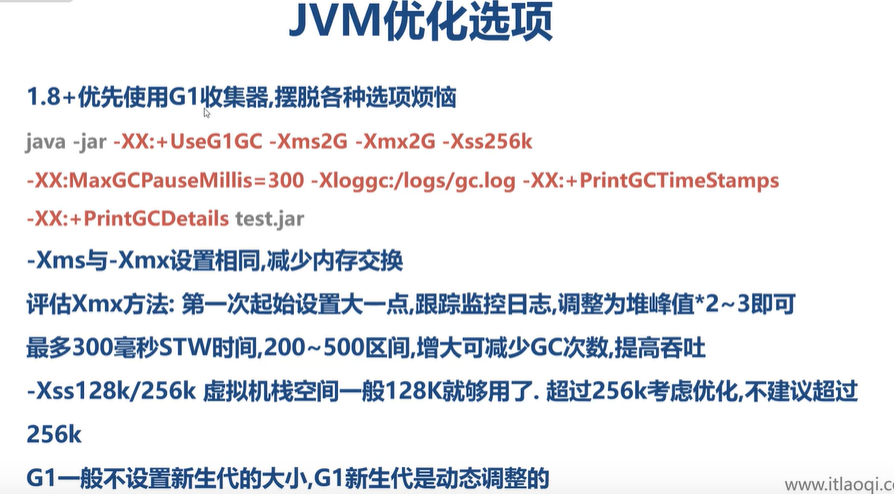 JVM优化选项
1.8+优先使用G1收集器,摆脱各种选项烦恼
java -jar -XX:+UseG1GC -Xms2G -Xmx2G -Xss256k
-XX:MaxGCPauseMillis=300 -Xloggc:/logs/gc.log -XX:+PrintGCTimeStamps
-XX:+PrintGCDetails test.jar
-Xms与-Xmx设置相同,减少内存交换
评估Xmx方法: 第一次起始设置大一点,跟踪监控日志,调整为堆峰值*2~3即可
最多300毫秒STW时间,200~500区间,增大可减少GC次数,提高吞吐
-Xss128k/256k 虚拟机栈空间一般128K就够用了. 超过256k考虑优化,不建议超过
256k
G1一般不设置新生代的大小,G1新生代是动态调整的
www.itlaoqi.c